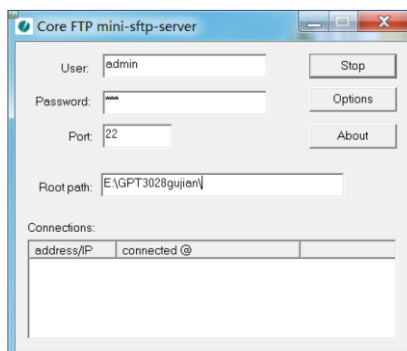 Core FTP mini-sftp-server
User: admin Stop
Password: *** Options
Port: 22 About
Root path: E:\GPT3028gujian\
Connections:
address/IP connected @